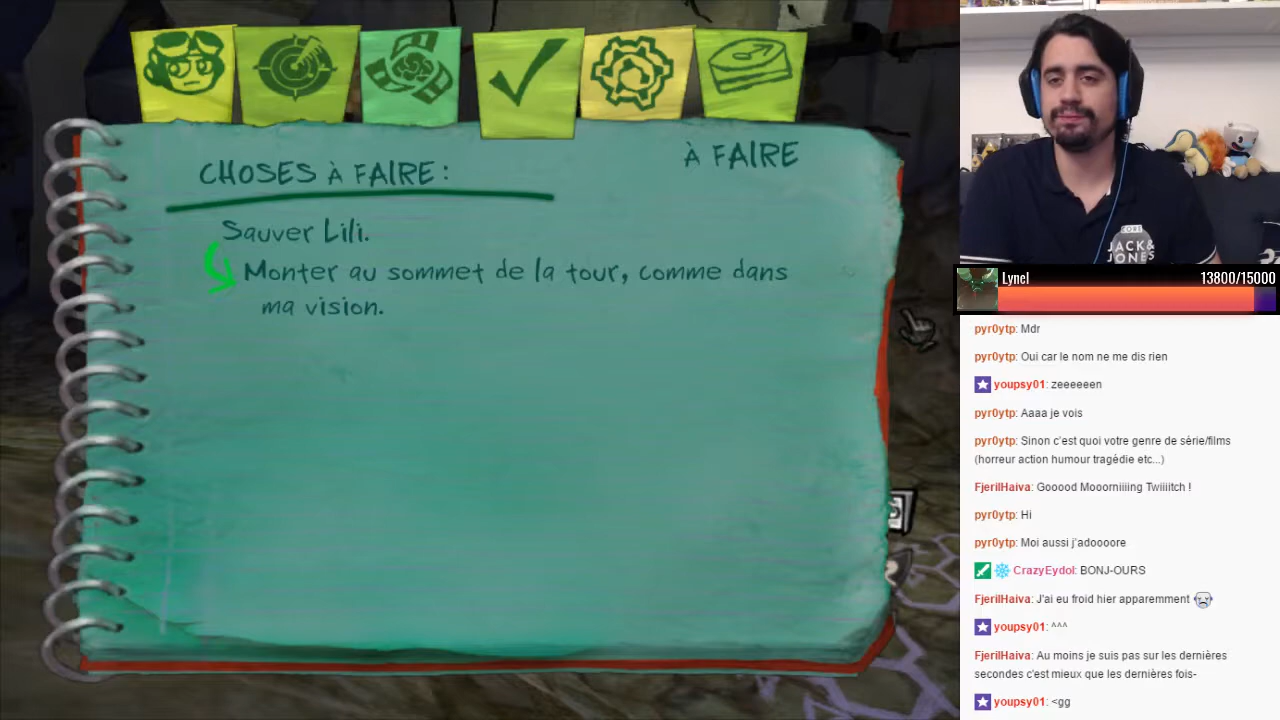 CHOSES À FAIRE:
À FAIRE
Sauver Lili.
Monter au sommet de la tour, comme dans
ma vision.
CORE
JACK&
JONES
Lynel 13800/15000
pyr0ytp: Mdr
pyr0ytp: Oui car le nom ne me dis rien
youpsy01: zeeeeeen
pyr0ytp: Aaaa je vois
pyr0ytp: Sinon c'est quoi votre genre de série/films
(horreur action humour tragédie etc...)
FjerilHaiva: Gooood Mooorniiiing Twiiiitch !
pyr0ytp: Hi
pyr0ytp: Moi aussi j'adoooore
CrazyEydol: BONJ-OURS
FjerilHaiva: J'ai eu froid hier apparemment
youpsy01: ^^^
FjerilHaiva: Au moins je suis pas sur les dernières
secondes c'est mieux que les dernières fois-
youpsy01: <gg